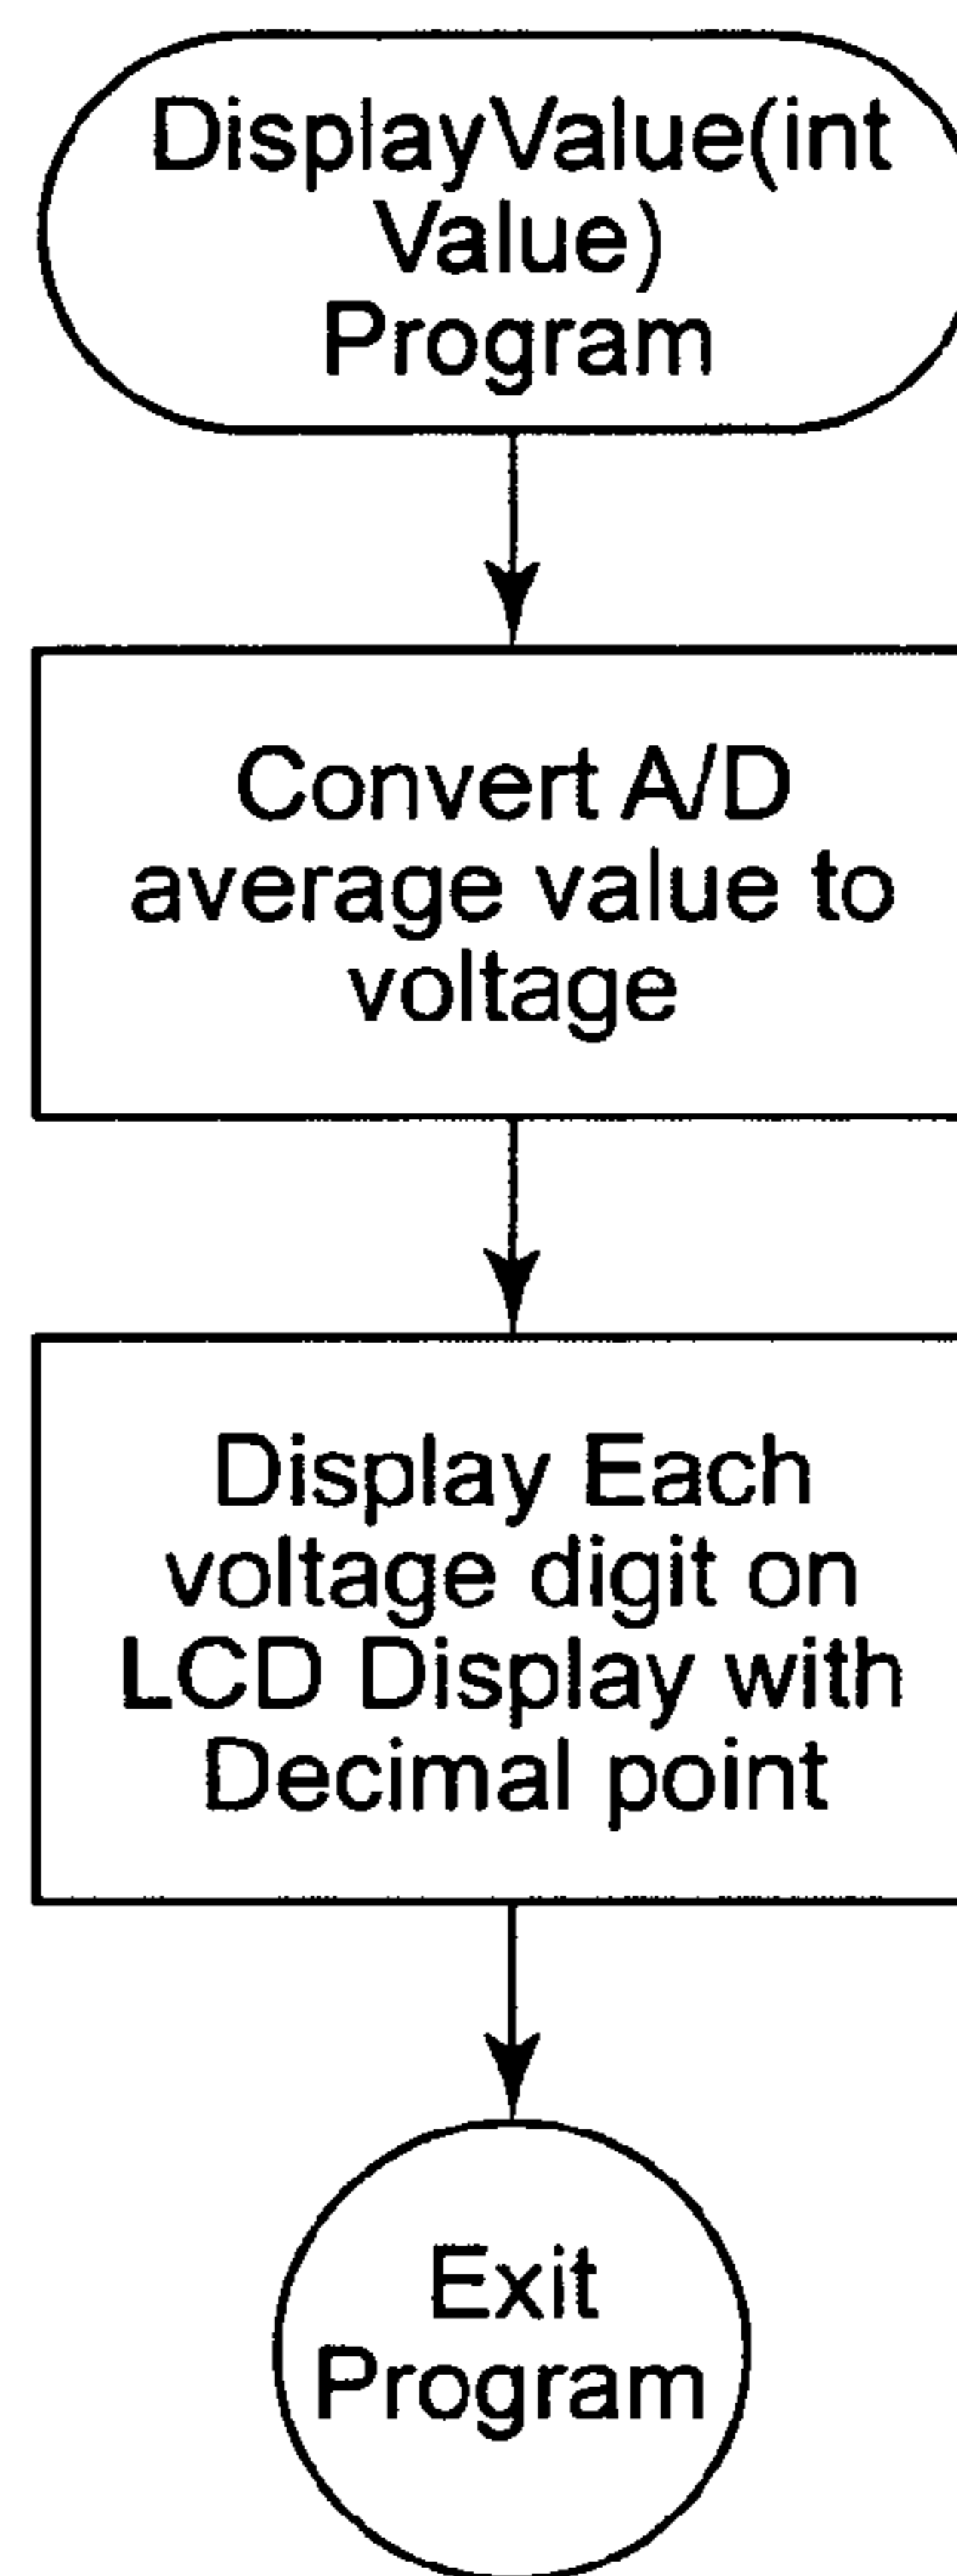 DisplayValue(int
Value)
Program
Convert A/D
average value to
voltage
Display Each
voltage digit on
LCD Display with
Decimal point
Exit
Program